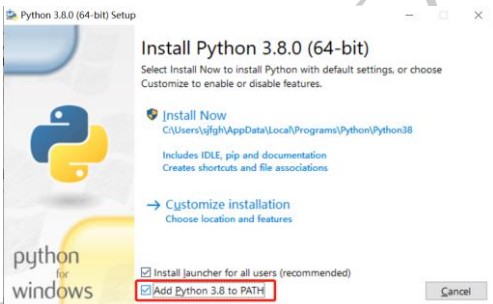 Python 3.8.0 (64-bit) Setup
Install Python 3.8.0 (64-bit)
Select Install Now to install Python with default settings, or choose
Customize to enable or disable features.
Install Now
C:\Users\sjfgh\AppData\Local\Programs\Python\Python38
Includes IDLE, pip and documentation
Creates shortcuts and file associations
Customize installation
Choose location and features
python
for
windows
Install launcher for all users (recommended)
Add Python 3.8 to PATH
Cancel